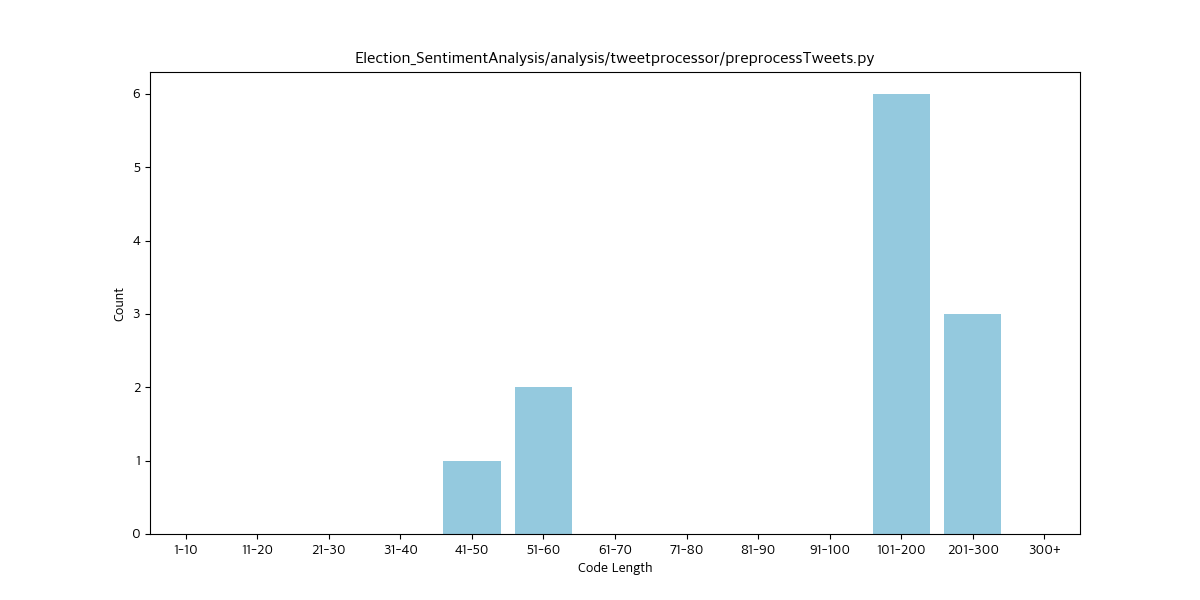 Election_SentimentAnalysis/analysis/tweetprocessor/preprocessTweets.py
6
5
4
3
2
1
0
Count
1-10 11-20 21-30 31-40 41-50 51-60 61-70 71-80 81-90 91-100 101-200 201-300 300+
Code Length